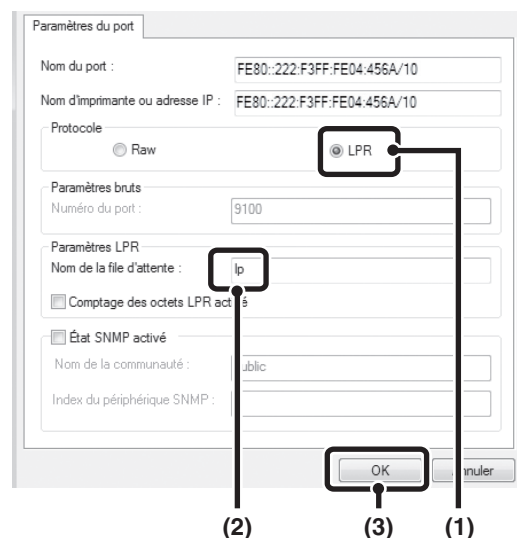 Paramètres du port
Nom du port : FE80::222:F3FF:FE04:456A/10
Nom d'imprimante ou adresse IP : FE80::222:F3FF:FE04:456A/10
Protocole
Raw LPR
Paramètres bruts
Numéro du port : 9100
Paramètres LPR
Nom de la file d'attente : lp
Comptage des octets LPR
État SNMP activé
Nom de la communauté :
Index du périphérique SNMP :
OK
(2) (3) (1)